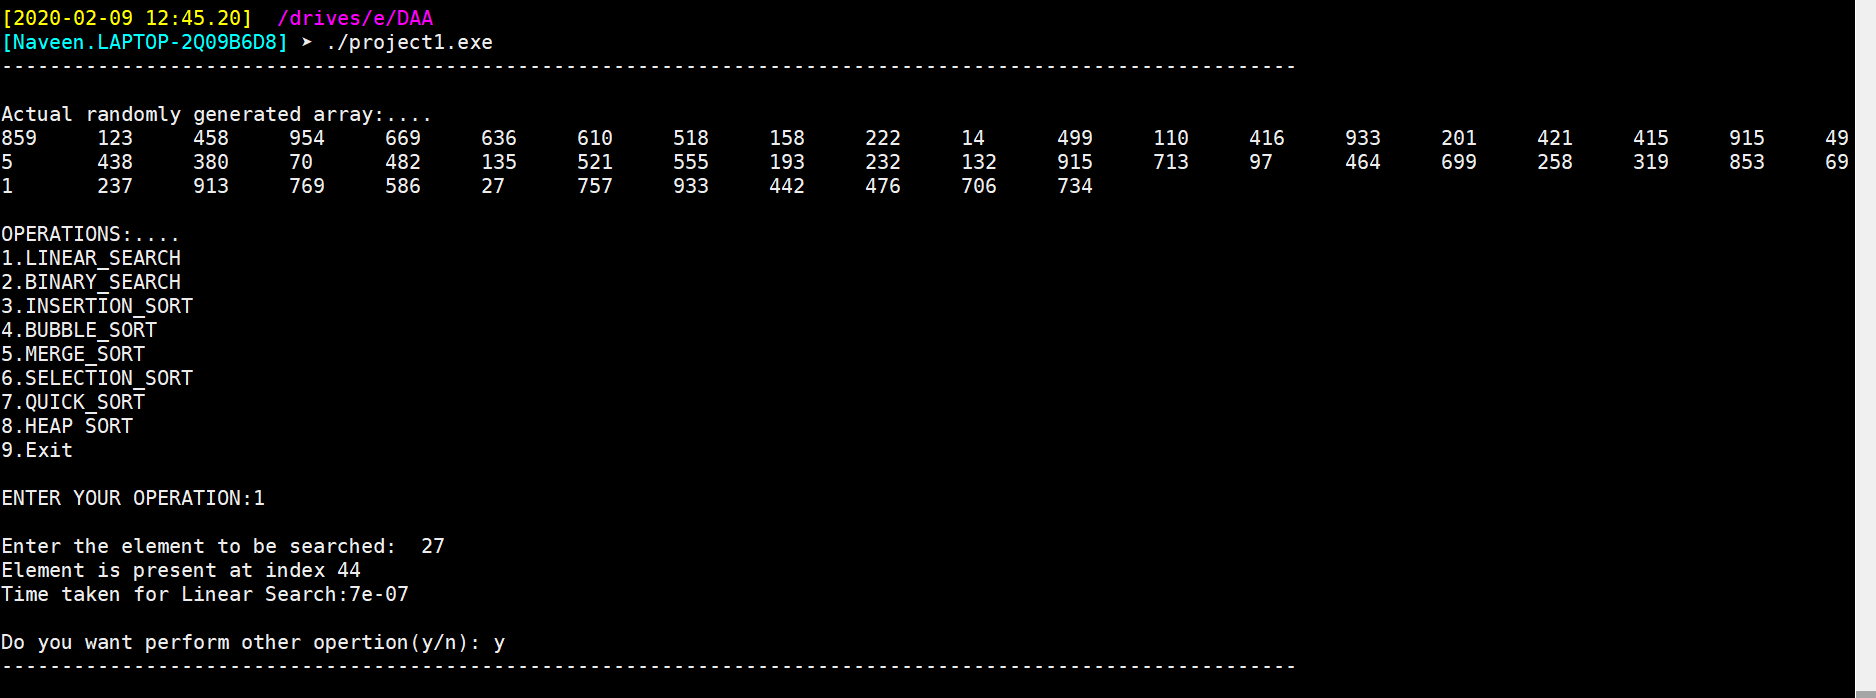 [2020-02-09 12:45.20]  /drives/e/DAA
[Naveen.LAPTOP-2Q09B6D8] ➤ ./project1.exe
------------------------------------------------------------------------------------------------------------
Actual randomly generated array:....
859     123     458     954     669     636     610     518     158     222     14      499     110     416     933     201     421     415     915     49
5       438     380     70      482     135     521     555     193     232     132     915     713     97      464     699     258     319     853     69
1       237     913     769     586     27      757     933     442     476     706     734
OPERATIONS:....
1.LINEAR_SEARCH
2.BINARY_SEARCH
3.INSERTION_SORT
4.BUBBLE_SORT
5.MERGE_SORT
6.SELECTION_SORT
7.QUICK_SORT
8.HEAP SORT
9.Exit
ENTER YOUR OPERATION:1
Enter the element to be searched:  27
Element is present at index 44
Time taken for Linear Search:7e-07
Do you want perform other opertion(y/n): y
------------------------------------------------------------------------------------------------------------